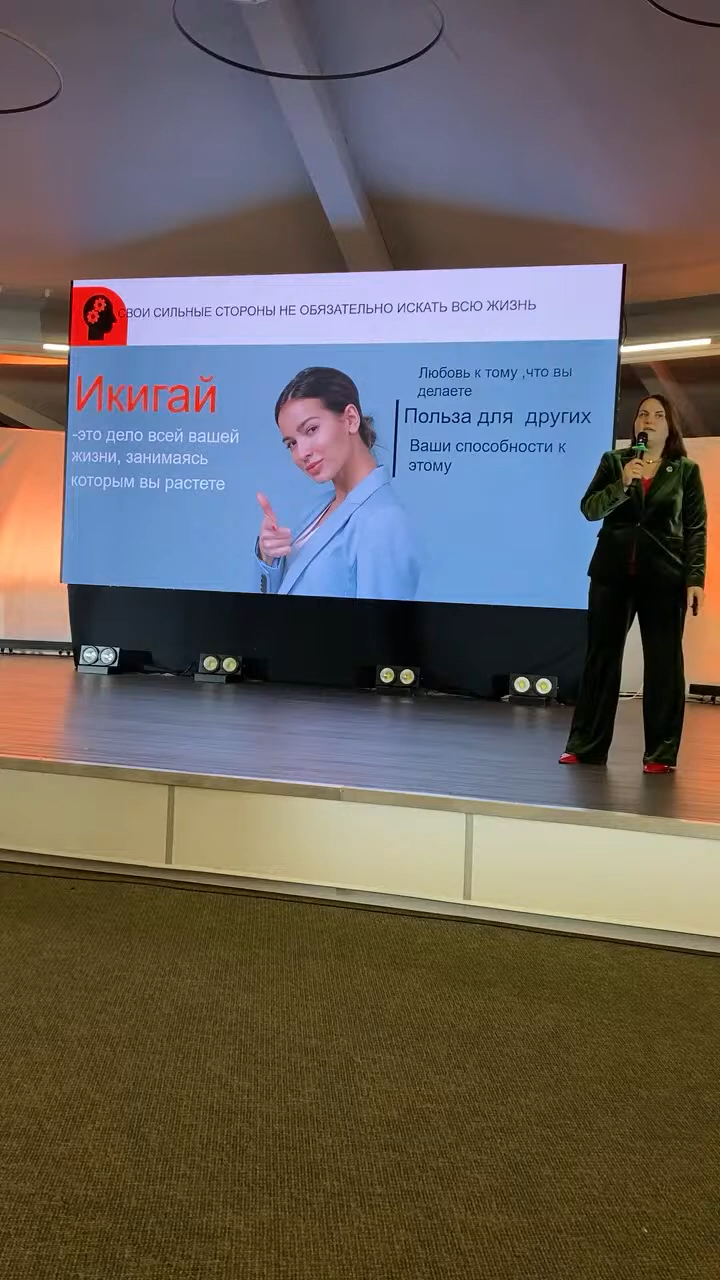 СВОИ СИЛЬНЫЕ СТОРОНЫ НЕ ОБЯЗАТЕЛЬНО ИСКАТЬ ВСЮ ЖИЗНЬ
Икигай
-это дело всей вашей
жизни, занимаясь
которым вы растете
Любовь к тому ,что вы
делаете
Польза для других
Ваши способности к
этому